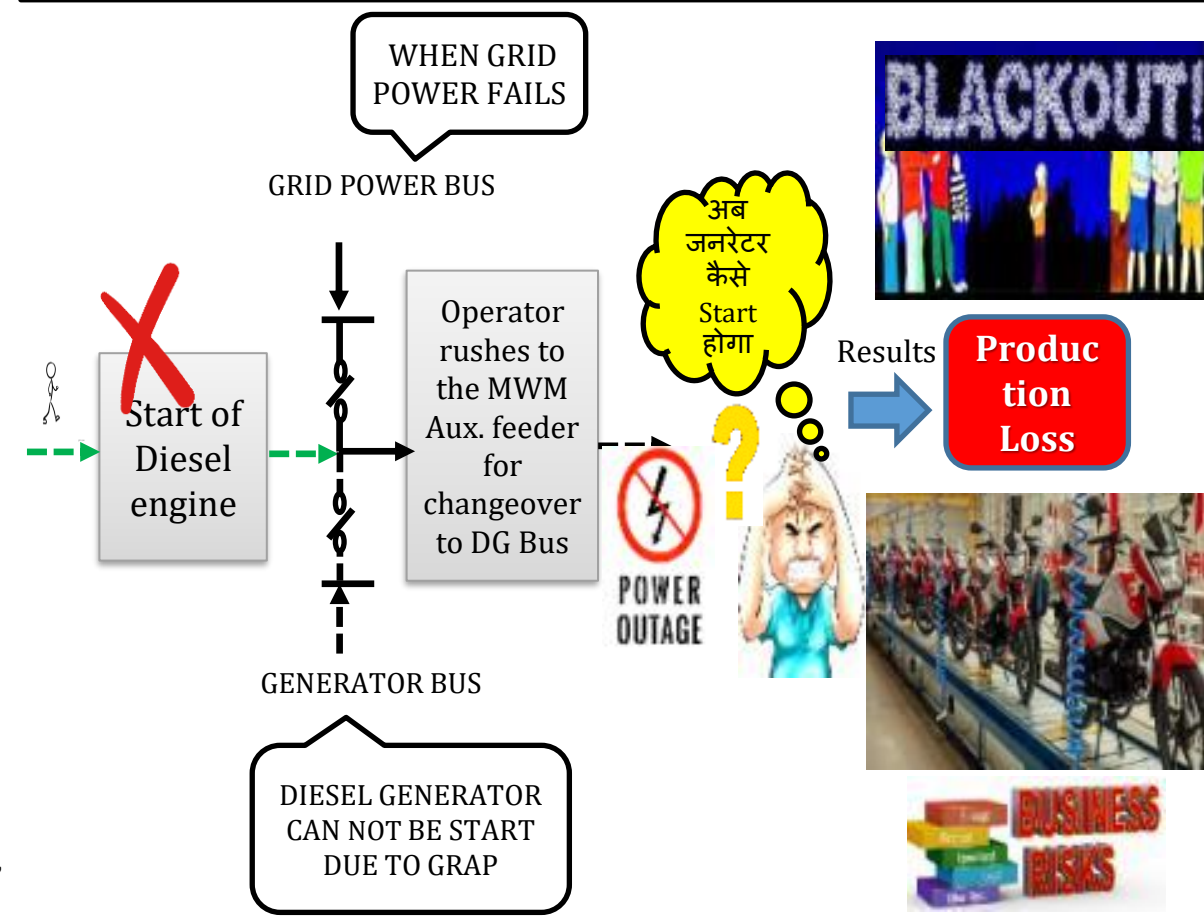 WHEN GRID
POWER FAILS
GRID POWER BUS
BLACKOUT!
अब
जनरेटर
कैसे
Start
होगा
Start of
Diesel
engine
Operator
rushes to
the MWM
Aux. feeder
for
changeover
to DG Bus
Results
Produc
tion
Loss
POWER
OUTAGE
?
GENERATOR BUS
DIESEL GENERATOR
CAN NOT BE START
DUE TO GRAP
BUSINESS
RISKS